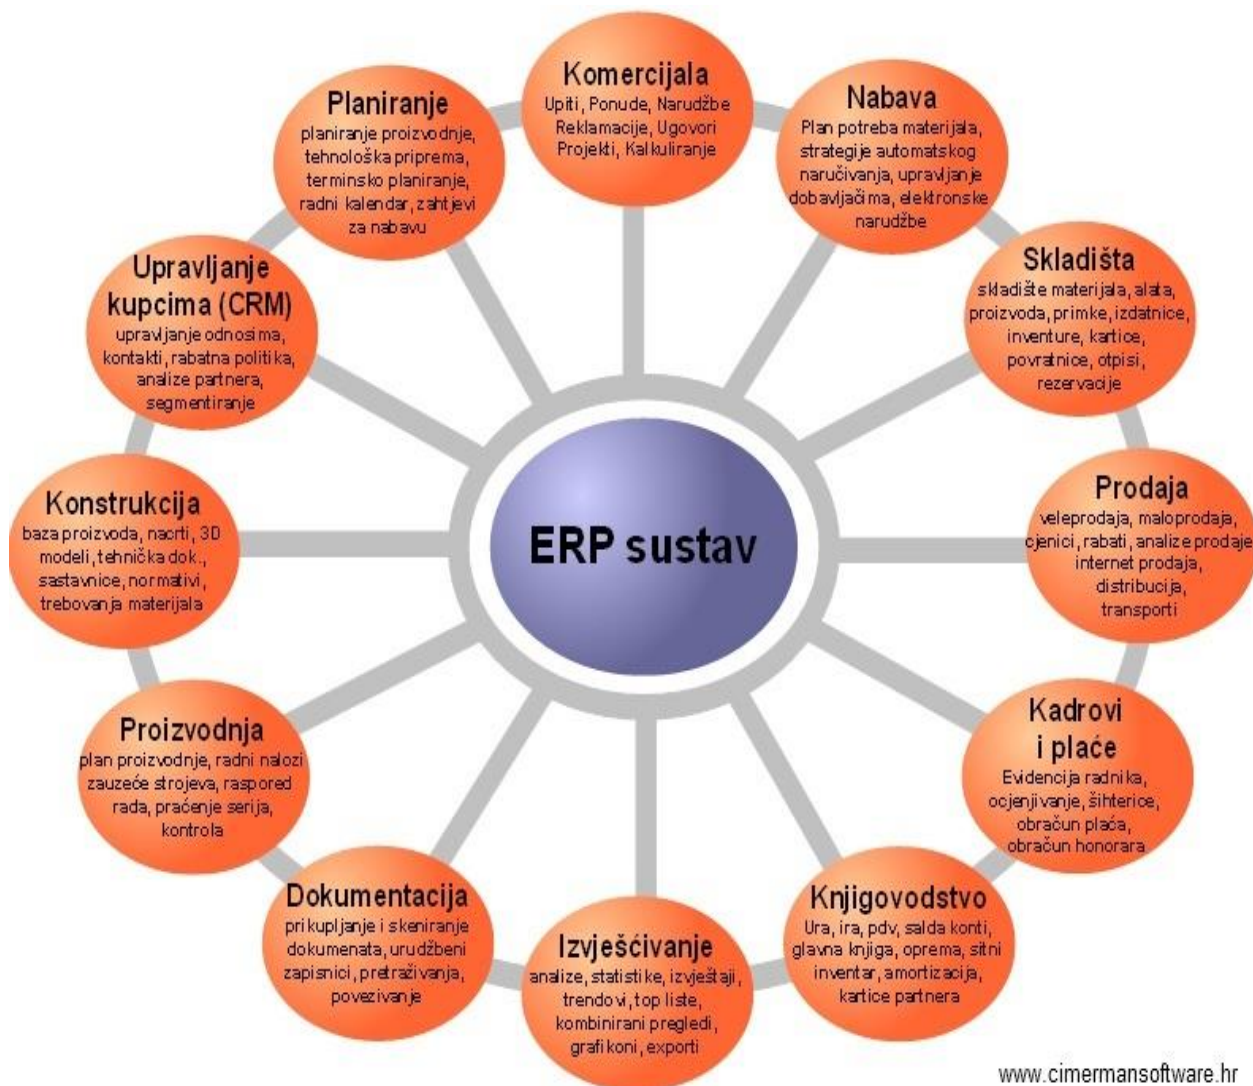 Komercijala
Upiti, Ponude, Narudžbe
Reklamacije, Ugovori
Projekti, Kalkuliranje
Nabava
Plan potreba materijala,
strategije automatskog
naručivanja, upravljanje
dobavljačima, elektronske
narudžbe
Skladišta
skladište materijala, alata,
proizvoda, primke, izdatnice,
inventure, kartice,
povratnice, otpisi,
rezervacije
Prodaja
veleprodaja, maloprodaja,
cjenici, rabati, analize prodaje
internet prodaja,
distribucija,
transporti
Kadrovi
i plaće
Evidencija radnika,
ocjenjivanje, šihterice,
obračun plaća,
obračun honorara
Knjigovodstvo
Ura, ira, pdv, salda konti,
glavna knjiga, oprema, sitni
inventar, amortizacija,
kartice partnera
Izvješćivanje
analize, statistike, izvještaji,
trendovi, top liste,
kombinirani pregledi,
grafikoni, exporti
Dokumentacija
prikupljanje i skeniranje
dokumenata, urudžbeni
zapisnici, pretraživanja,
povezivanje
Proizvodnja
plan proizvodnje, radni nalozi
zauzeće strojeva, raspored
rada, praćenje serija,
kontrola
Konstrukcija
baza proizvoda, nacrti, 3D
modeli, tehnička dok.,
sastavnice, normativi,
trebovanja materijala
Upravljanje
kupcima (CRM)
upravljanje odnosima,
kontakti, rabatna politika,
analize partnera,
segmentiranje
Planiranje
planiranje proizvodnje,
tehnološka priprema,
terminsko planiranje,
radni kalendar, zahtjevi
za nabavu
ERP sustav
www.cimermansoftware.hr